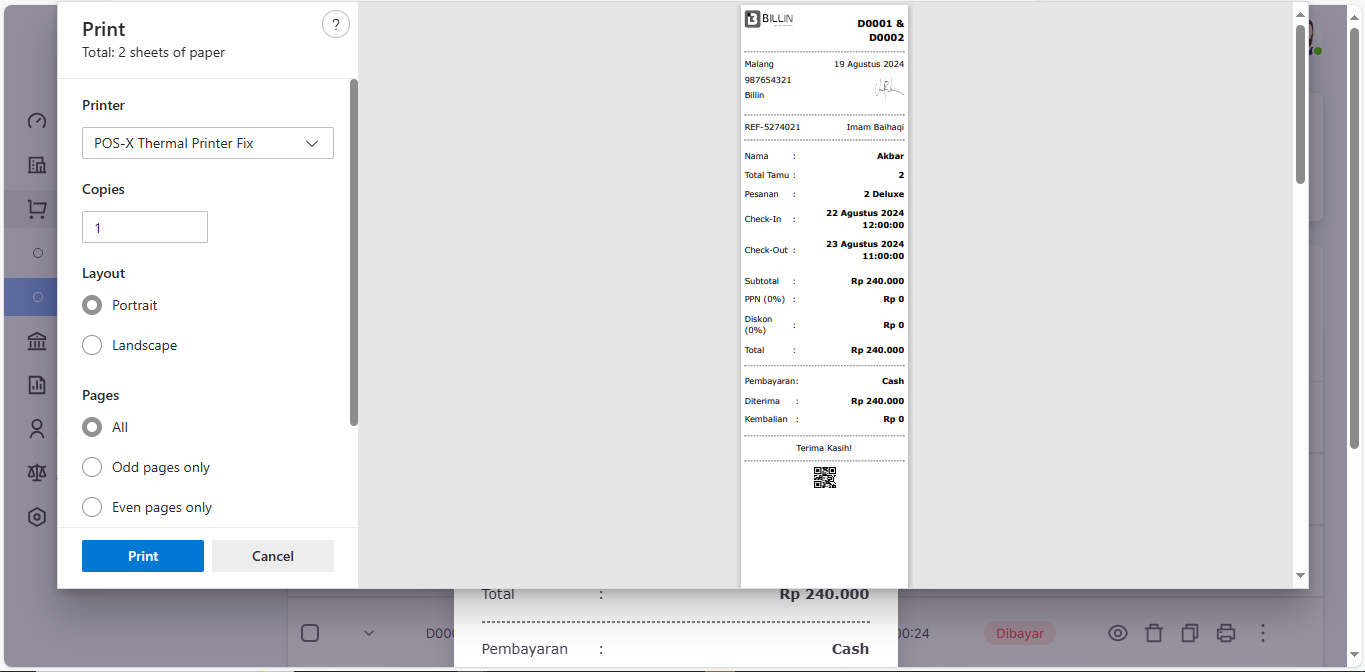 Print
?
Total: 2 sheets of paper
Printer
POS-X Thermal Printer Fix
Copies
1
Layout
Portrait
Landscape
Pages
All
Odd pages only
Even pages only
Print Cancel
BILLIN
D0001 &
D0002
Malang 19 Agustus 2024
987654321
Billin
REF-5274021 Imam Baihaqi
Nama : Akbar
Total Tamu : 2
Pesanan : 2 Deluxe
Check-In : 22 Agustus 2024
12:00:00
Check-Out : 23 Agustus 2024
11:00:00
Subtotal : Rp 240.000
PPN (0%) : Rp 0
Diskon
(0%) : Rp 0
Total : Rp 240.000
Pembayaran: Cash
Diterima : Rp 240.000
Kembalian : Rp 0
Terima Kasih!
Total : Rp 240.000
Dibayar
Pembayaran : Cash